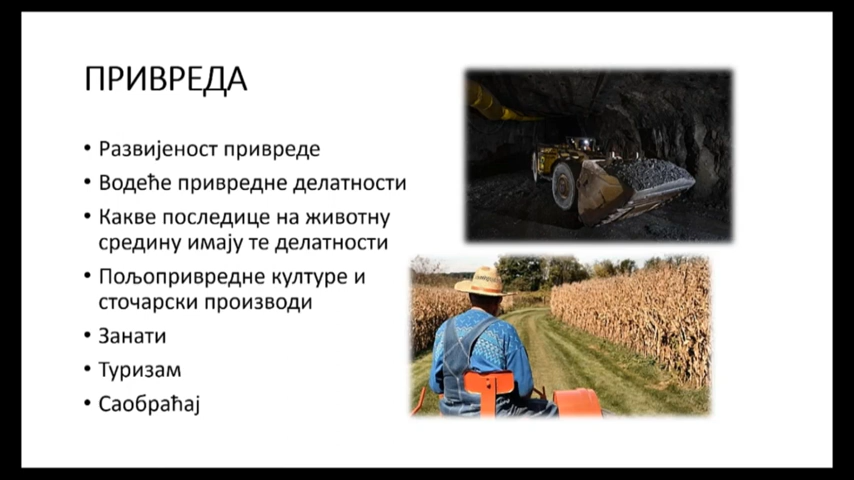 ПРИВРЕДА
• Развијеност привреде
• Водеће привредне делатности
• Какве последице на животну
средину имају те делатности
• Пољопривредне културе и
сточарски производи
• Занати
• Туризам
• Саобраћај